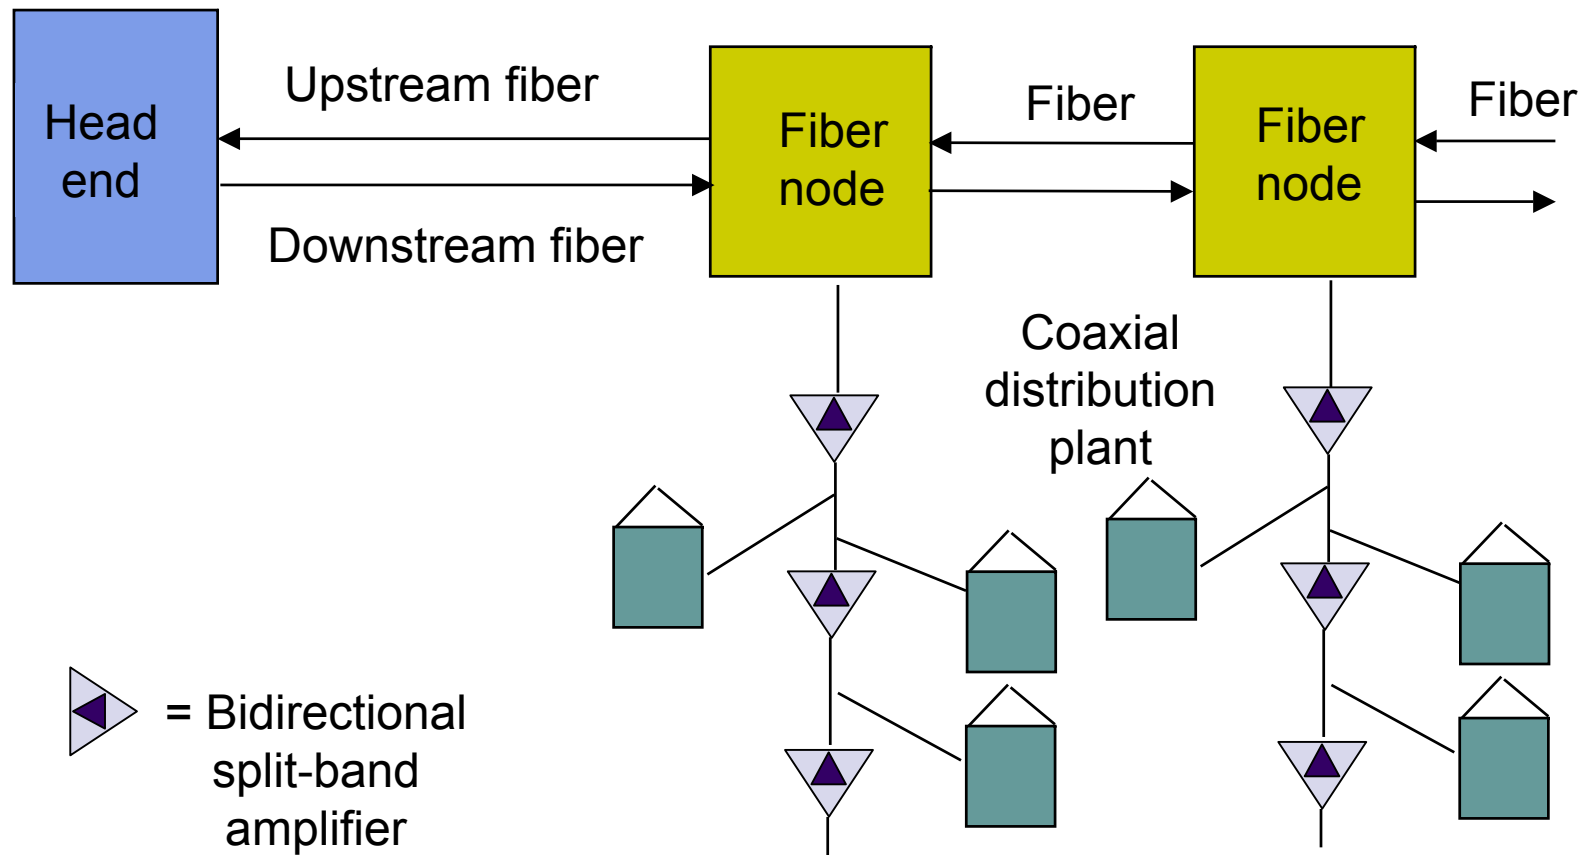 Head
end
Upstream fiber
Downstream fiber
Fiber
node
Fiber
Fiber
node
Fiber
Coaxial
distribution
plant
= Bidirectional
split-band
amplifier